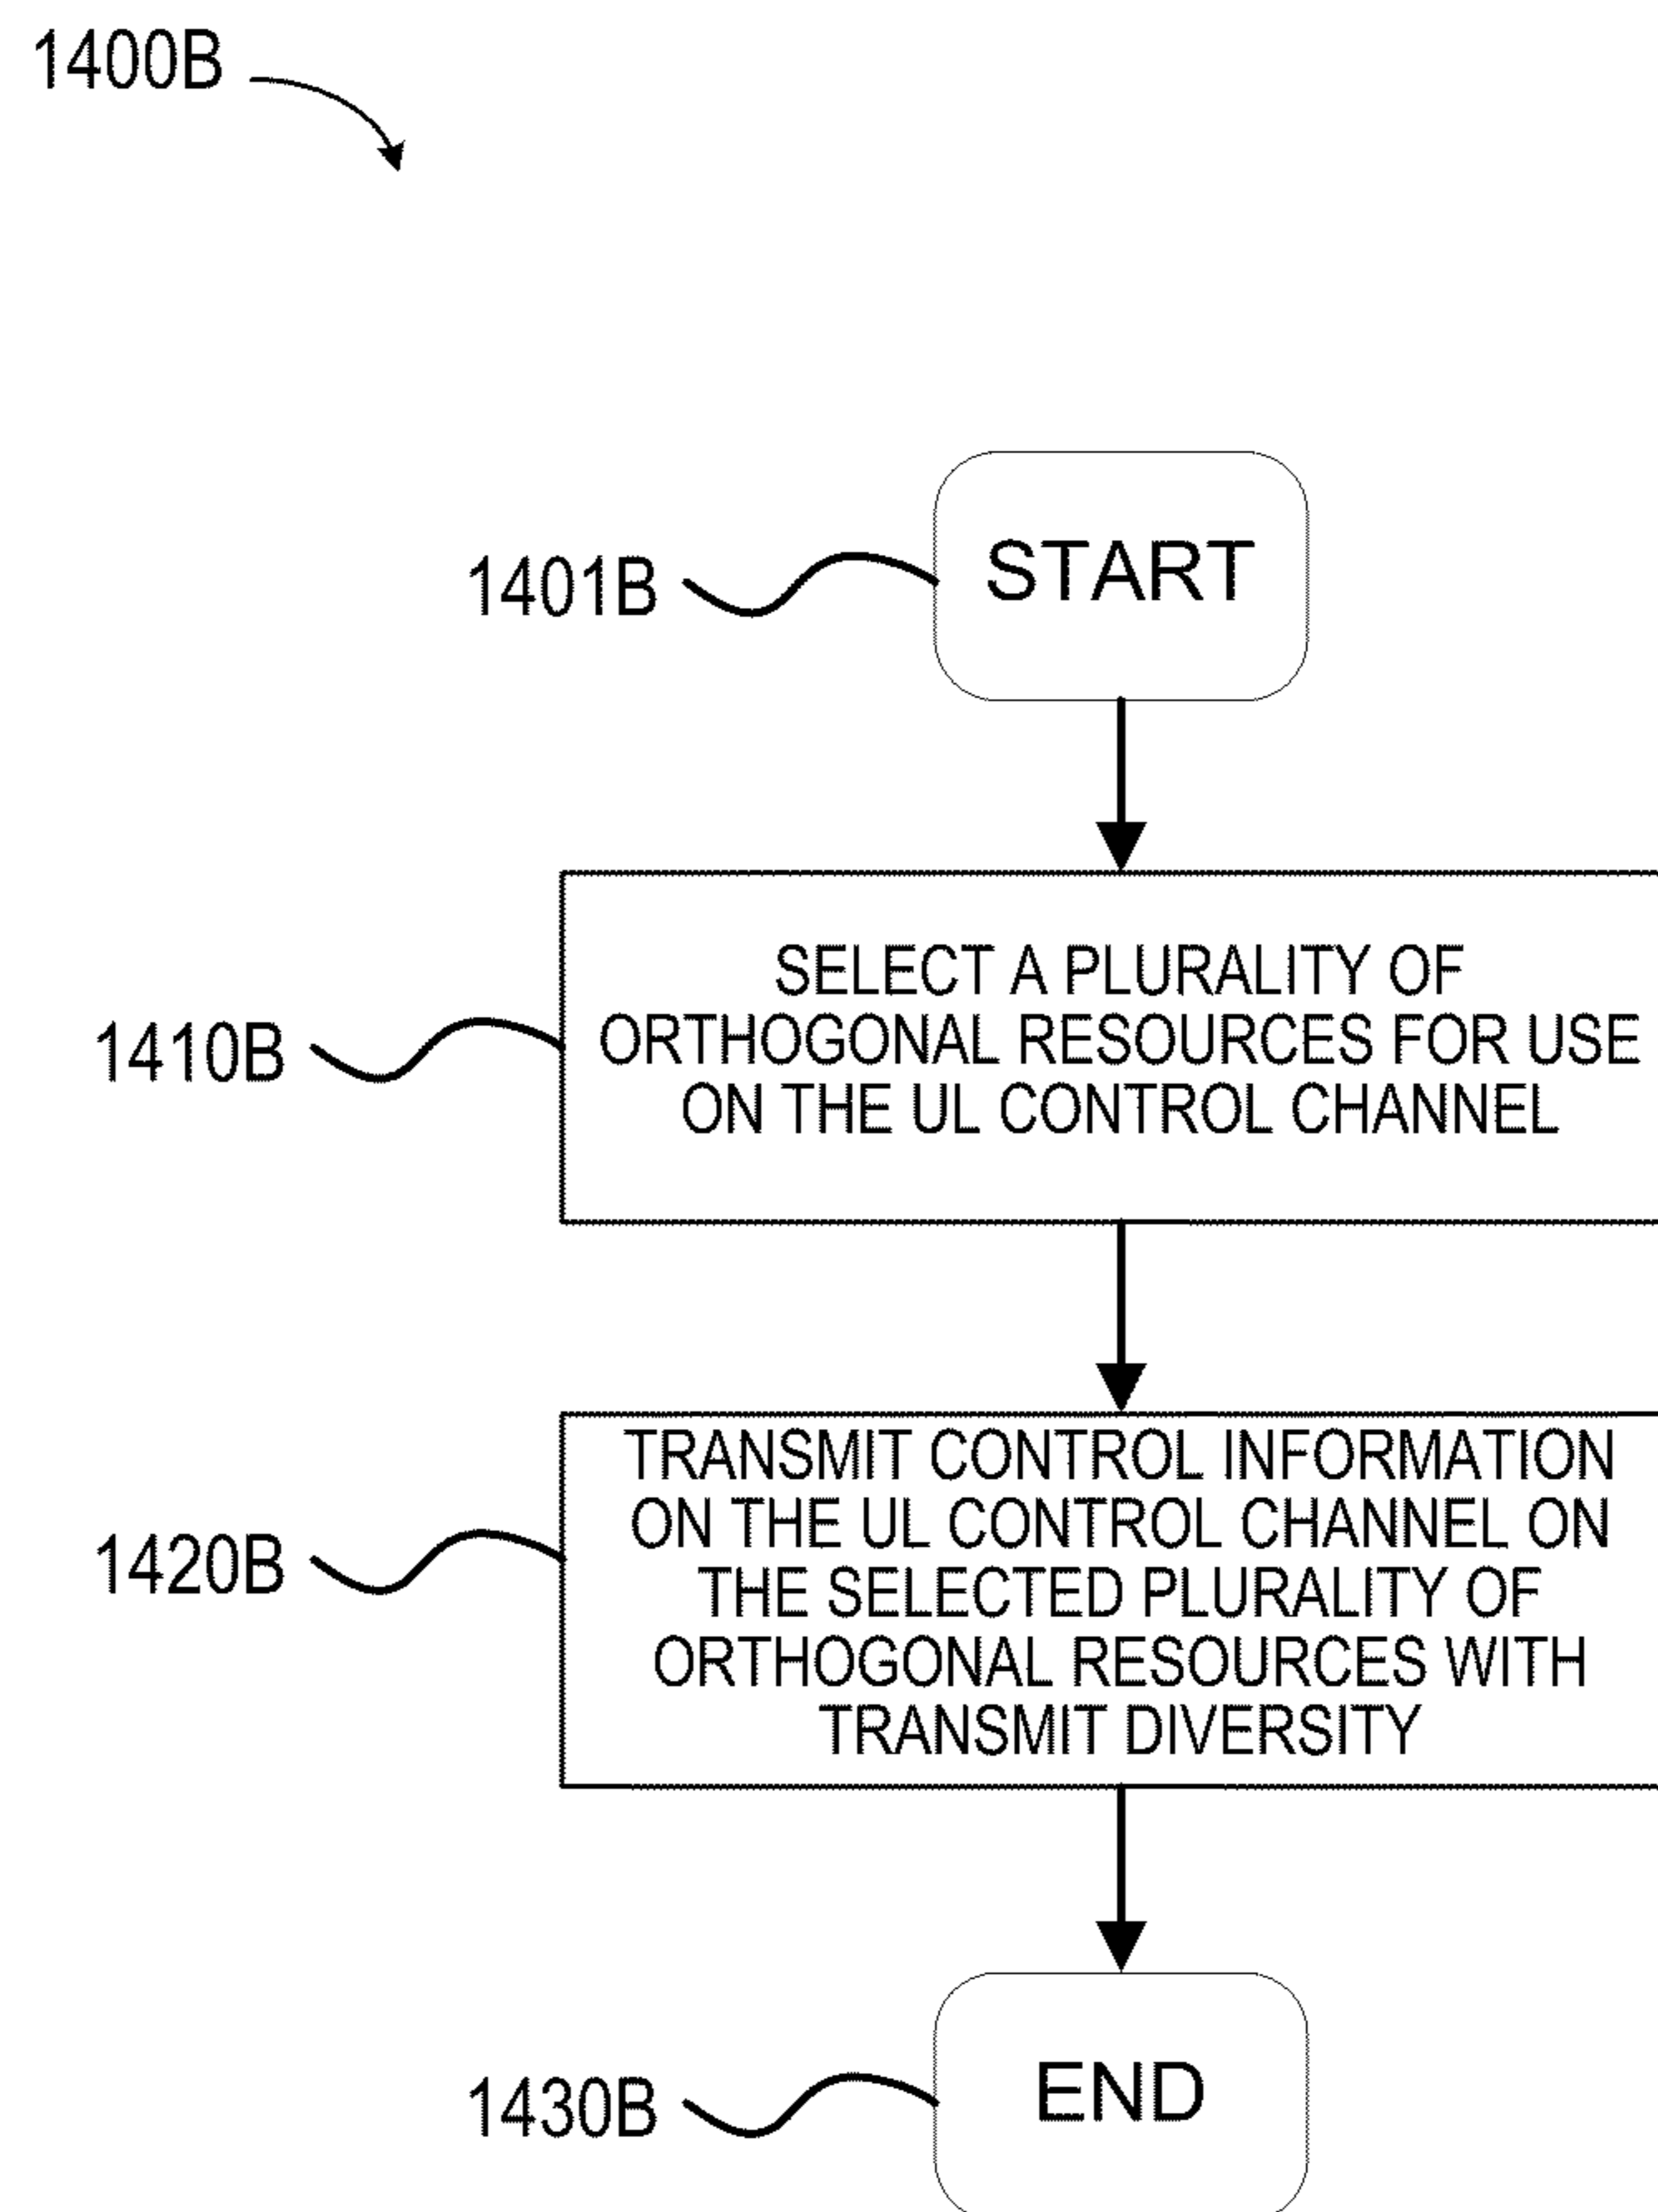 1400B
1401B
START
1410B
SELECT A PLURALITY OF
ORTHOGONAL RESOURCES FOR USE
ON THE UL CONTROL CHANNEL
1420B
TRANSMIT CONTROL INFORMATION
ON THE UL CONTROL CHANNEL ON
THE SELECTED PLURALITY OF
ORTHOGONAL RESOURCES WITH
TRANSMIT DIVERSITY
1430B
END